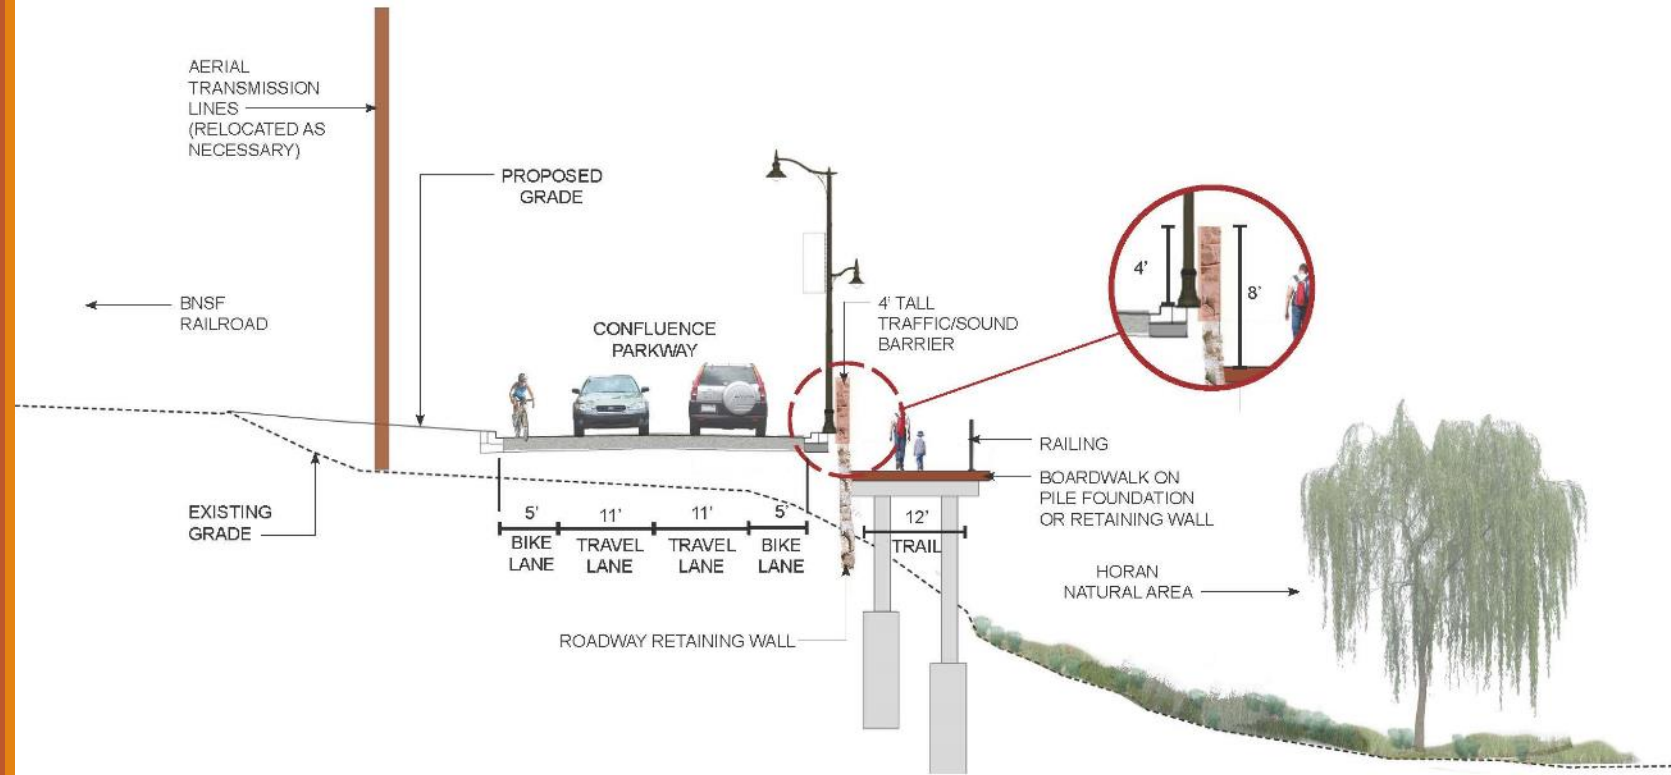 AERIAL
TRANSMISSION
LINES
(RELOCATED AS
NECESSARY)
PROPOSED
GRADE
BNSF
RAILROAD
CONFLUENCE
PARKWAY
4' TALL
TRAFFIC/SOUND
BARRIER
4'
8'
RAILING
BOARDWALK ON
PILE FOUNDATION
OR RETAINING WALL
EXISTING
GRADE
5'
BIKE
LANE
11'
TRAVEL
LANE
11'
TRAVEL
LANE
5'
BIKE
LANE
12'
TRAIL
HORAN
NATURAL AREA
ROADWAY RETAINING WALL